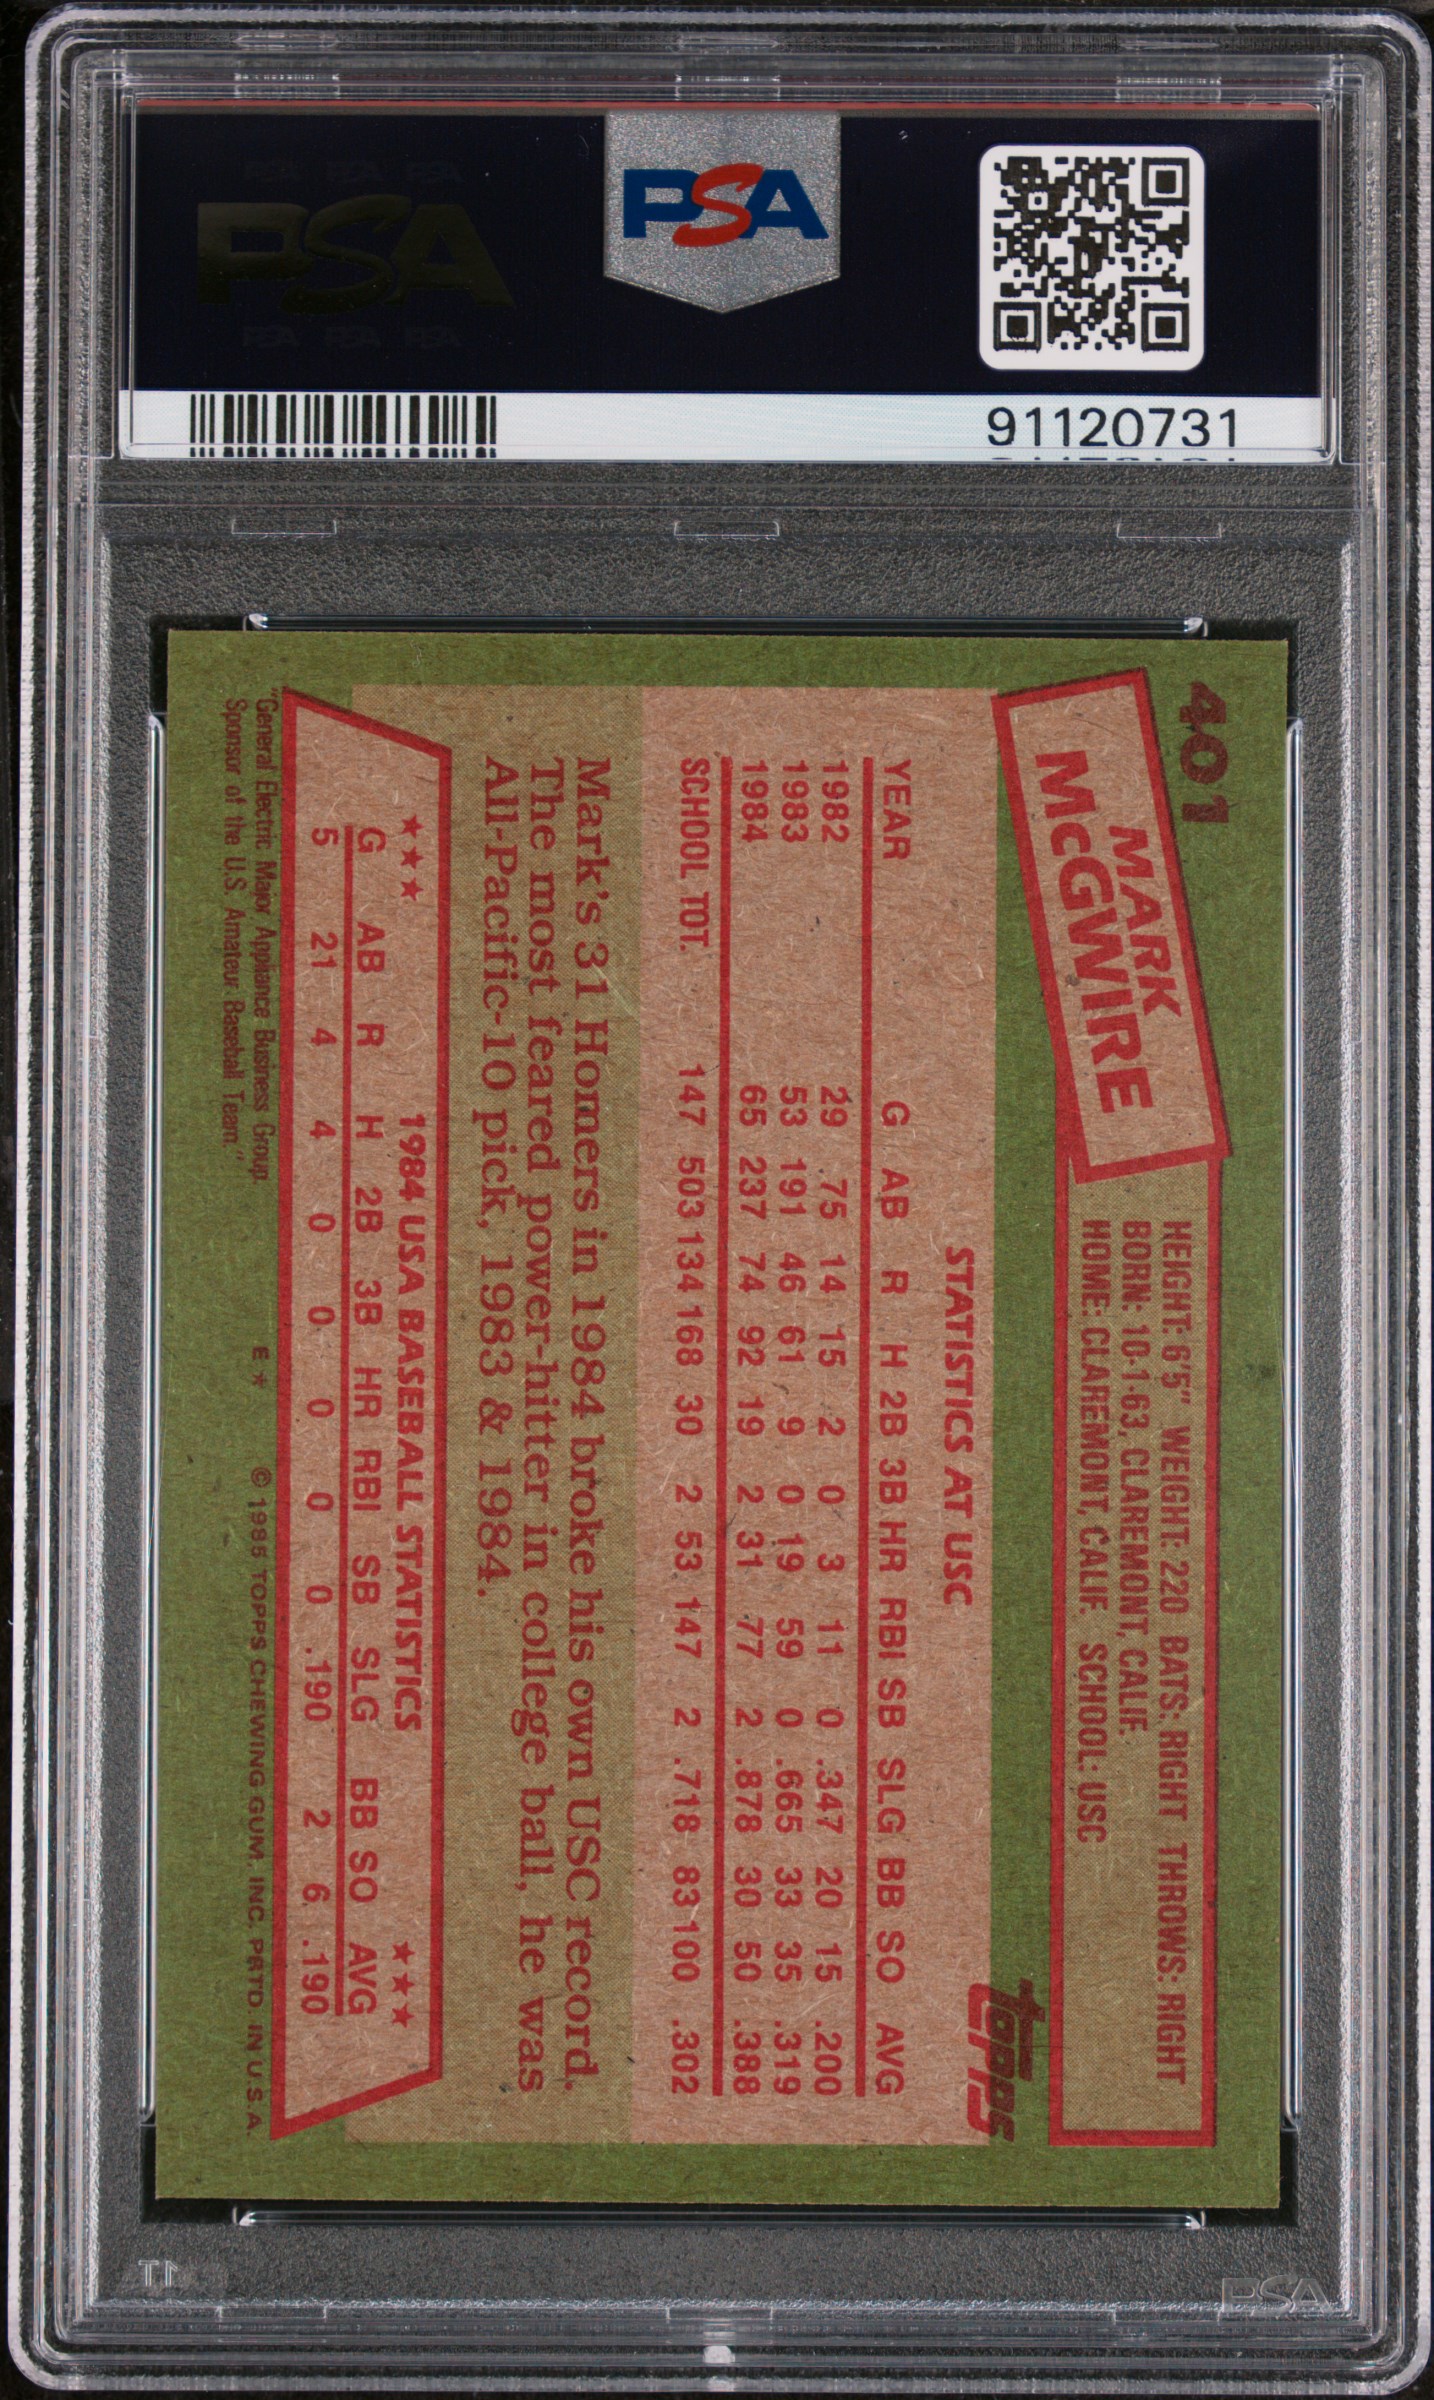 PSA PSA PSA
PSA
PSA PSA PSA
PSA
91120731
401
MARK
McGWIRE
HEIGHT: 6'5" WEIGHT: 220 BATS: RIGHT THROWS: RIGHT
BORN: 10-1-63, CLAREMONT, CALIF.
HOME: CLAREMONT, CALIF. SCHOOL: USC
TOPPS
STATISTICS AT USC
YEAR G AB R H 2B 3B HR RBI SB SLG BB SO AVG
1982 29 75 14 15 2 0 3 11 0 .347 20 15 .200
1983 53 191 46 61 9 0 19 59 0 .665 33 35 .319
1984 65 237 74 92 19 2 31 77 2 .878 30 50 .388
SCHOOL TOT. 147 503 134 168 30 2 53 147 2 .718 83 100 .302
Mark's 31 Homers in 1984 broke his own USC record.
The most feared power-hitter in college ball, he was
All-Pacific-10 pick, 1983 & 1984.
★★★ 1984 USA BASEBALL STATISTICS ★★★
G AB R H 2B 3B HR RBI SB SLG BB SO AVG
5 21 4 4 0 0 0 0 0 .190 2 6 .190
"General Electric Major Appliance Business Group,
Sponsor of the U.S. Amateur Baseball Team."
E * © 1985 TOPPS CHEWING GUM, INC. PRTD. IN U.S.A.
PSA